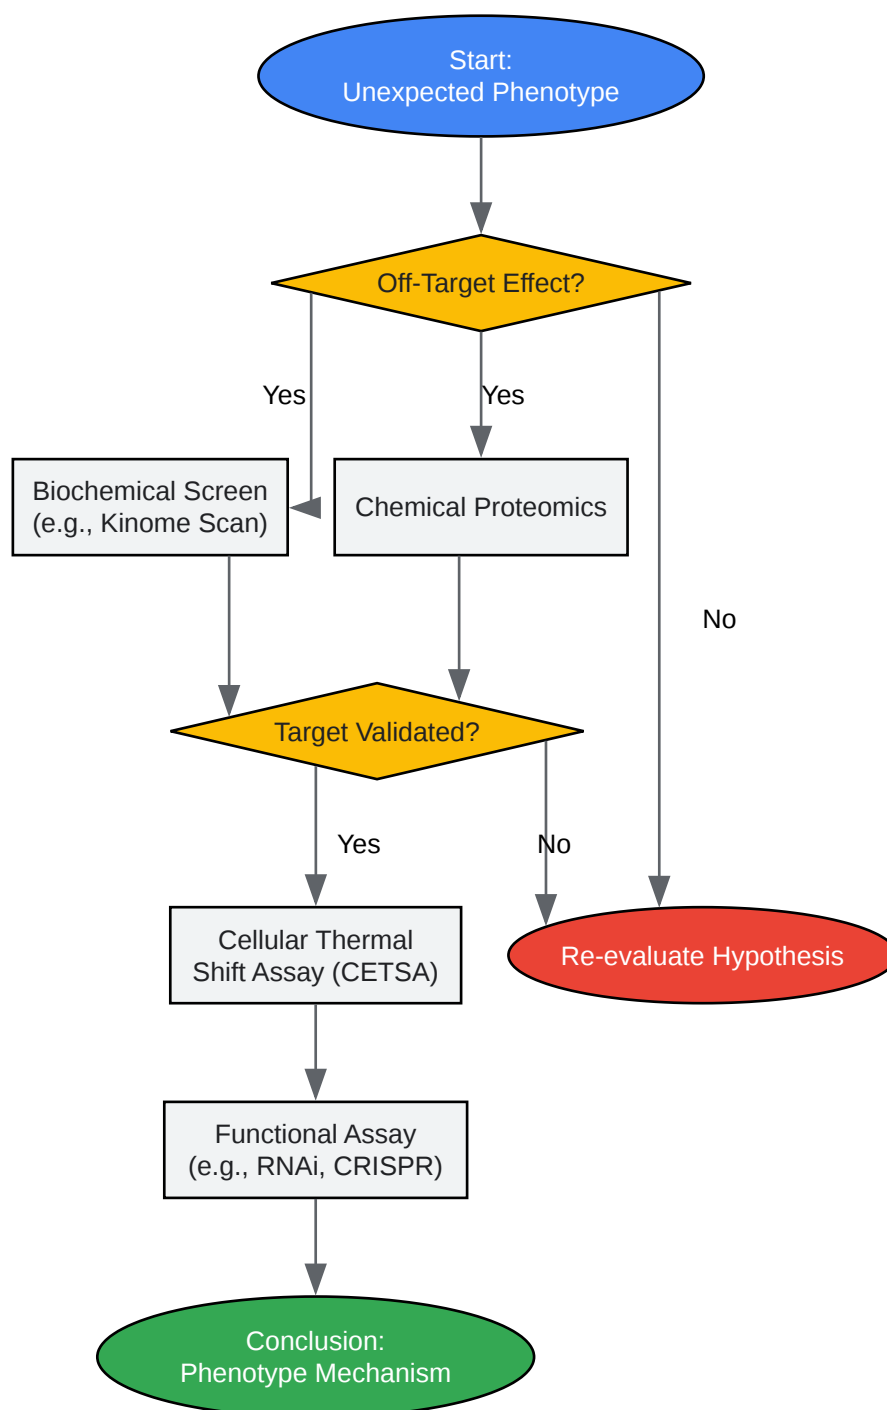 Start:
Unexpected Phenotype
Off-Target Effect?
Yes
Yes
Biochemical Screen
(e.g., Kinome Scan)
Chemical Proteomics
No
Target Validated?
Yes
No
Cellular Thermal
Shift Assay (CETSA)
Re-evaluate Hypothesis
Functional Assay
(e.g., RNAi, CRISPR)
Conclusion:
Phenotype Mechanism